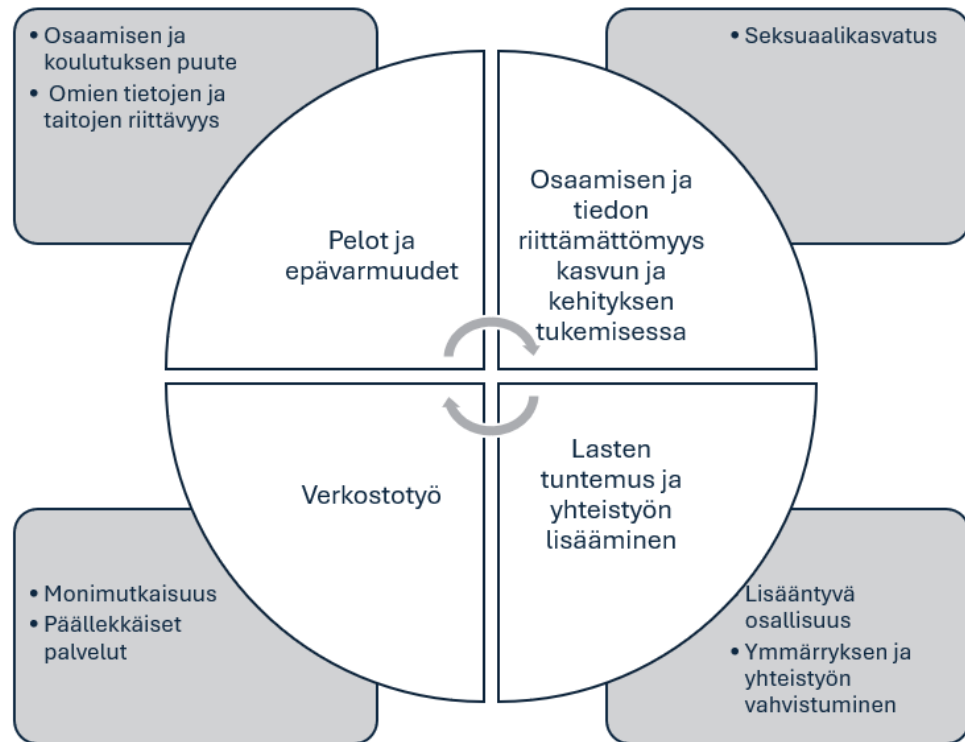 • Osaamisen ja
koulutuksen puute
• Omien tietojen ja
taitojen riittävyys
• Seksuaalikasvatus
Pelot ja
epävarmuudet
Osaamisen ja
tiedon
riittämättömyys
kasvun ja
kehityksen
tukemisessa
Verkostotyö
Lasten
tuntemus ja
yhteistyön
lisääminen
• Monimutkaisuus
• Päällekkäiset
palvelut
Lisääntyvä
osallisuus
• Ymmärryksen ja
yhteistyön
vahvistuminen